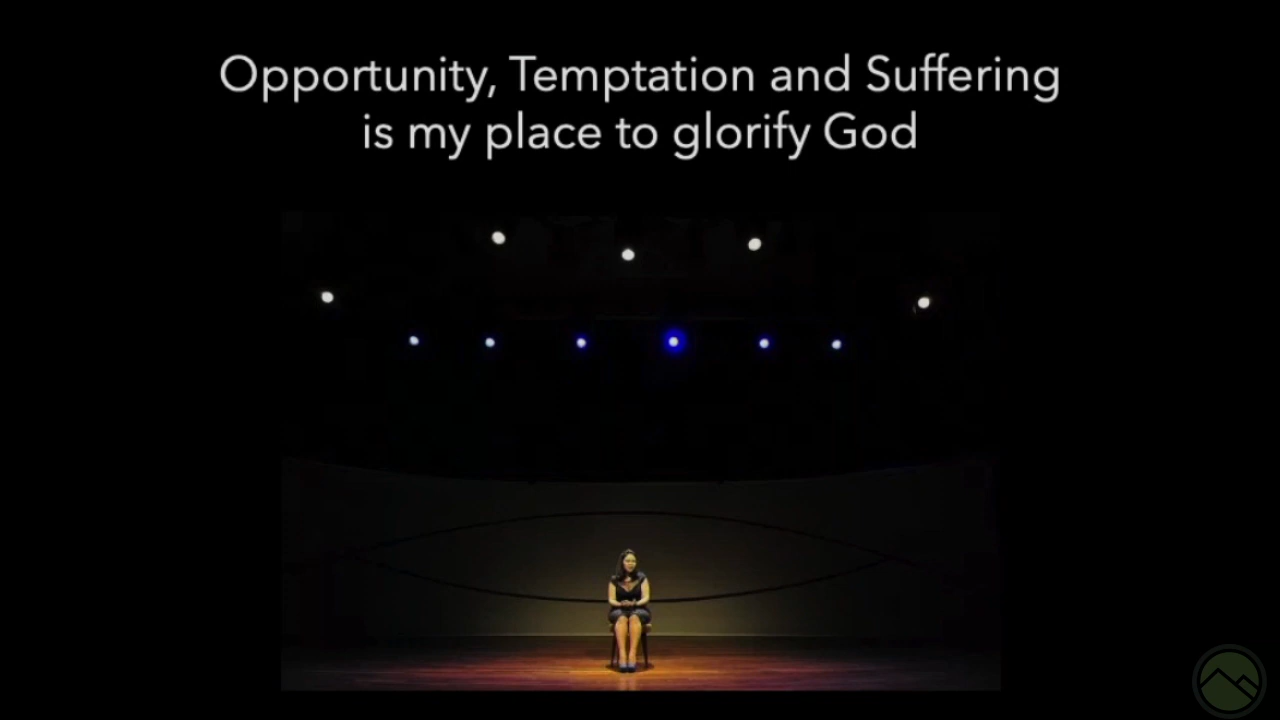 Opportunity, Temptation and Suffering
is my place to glorify God